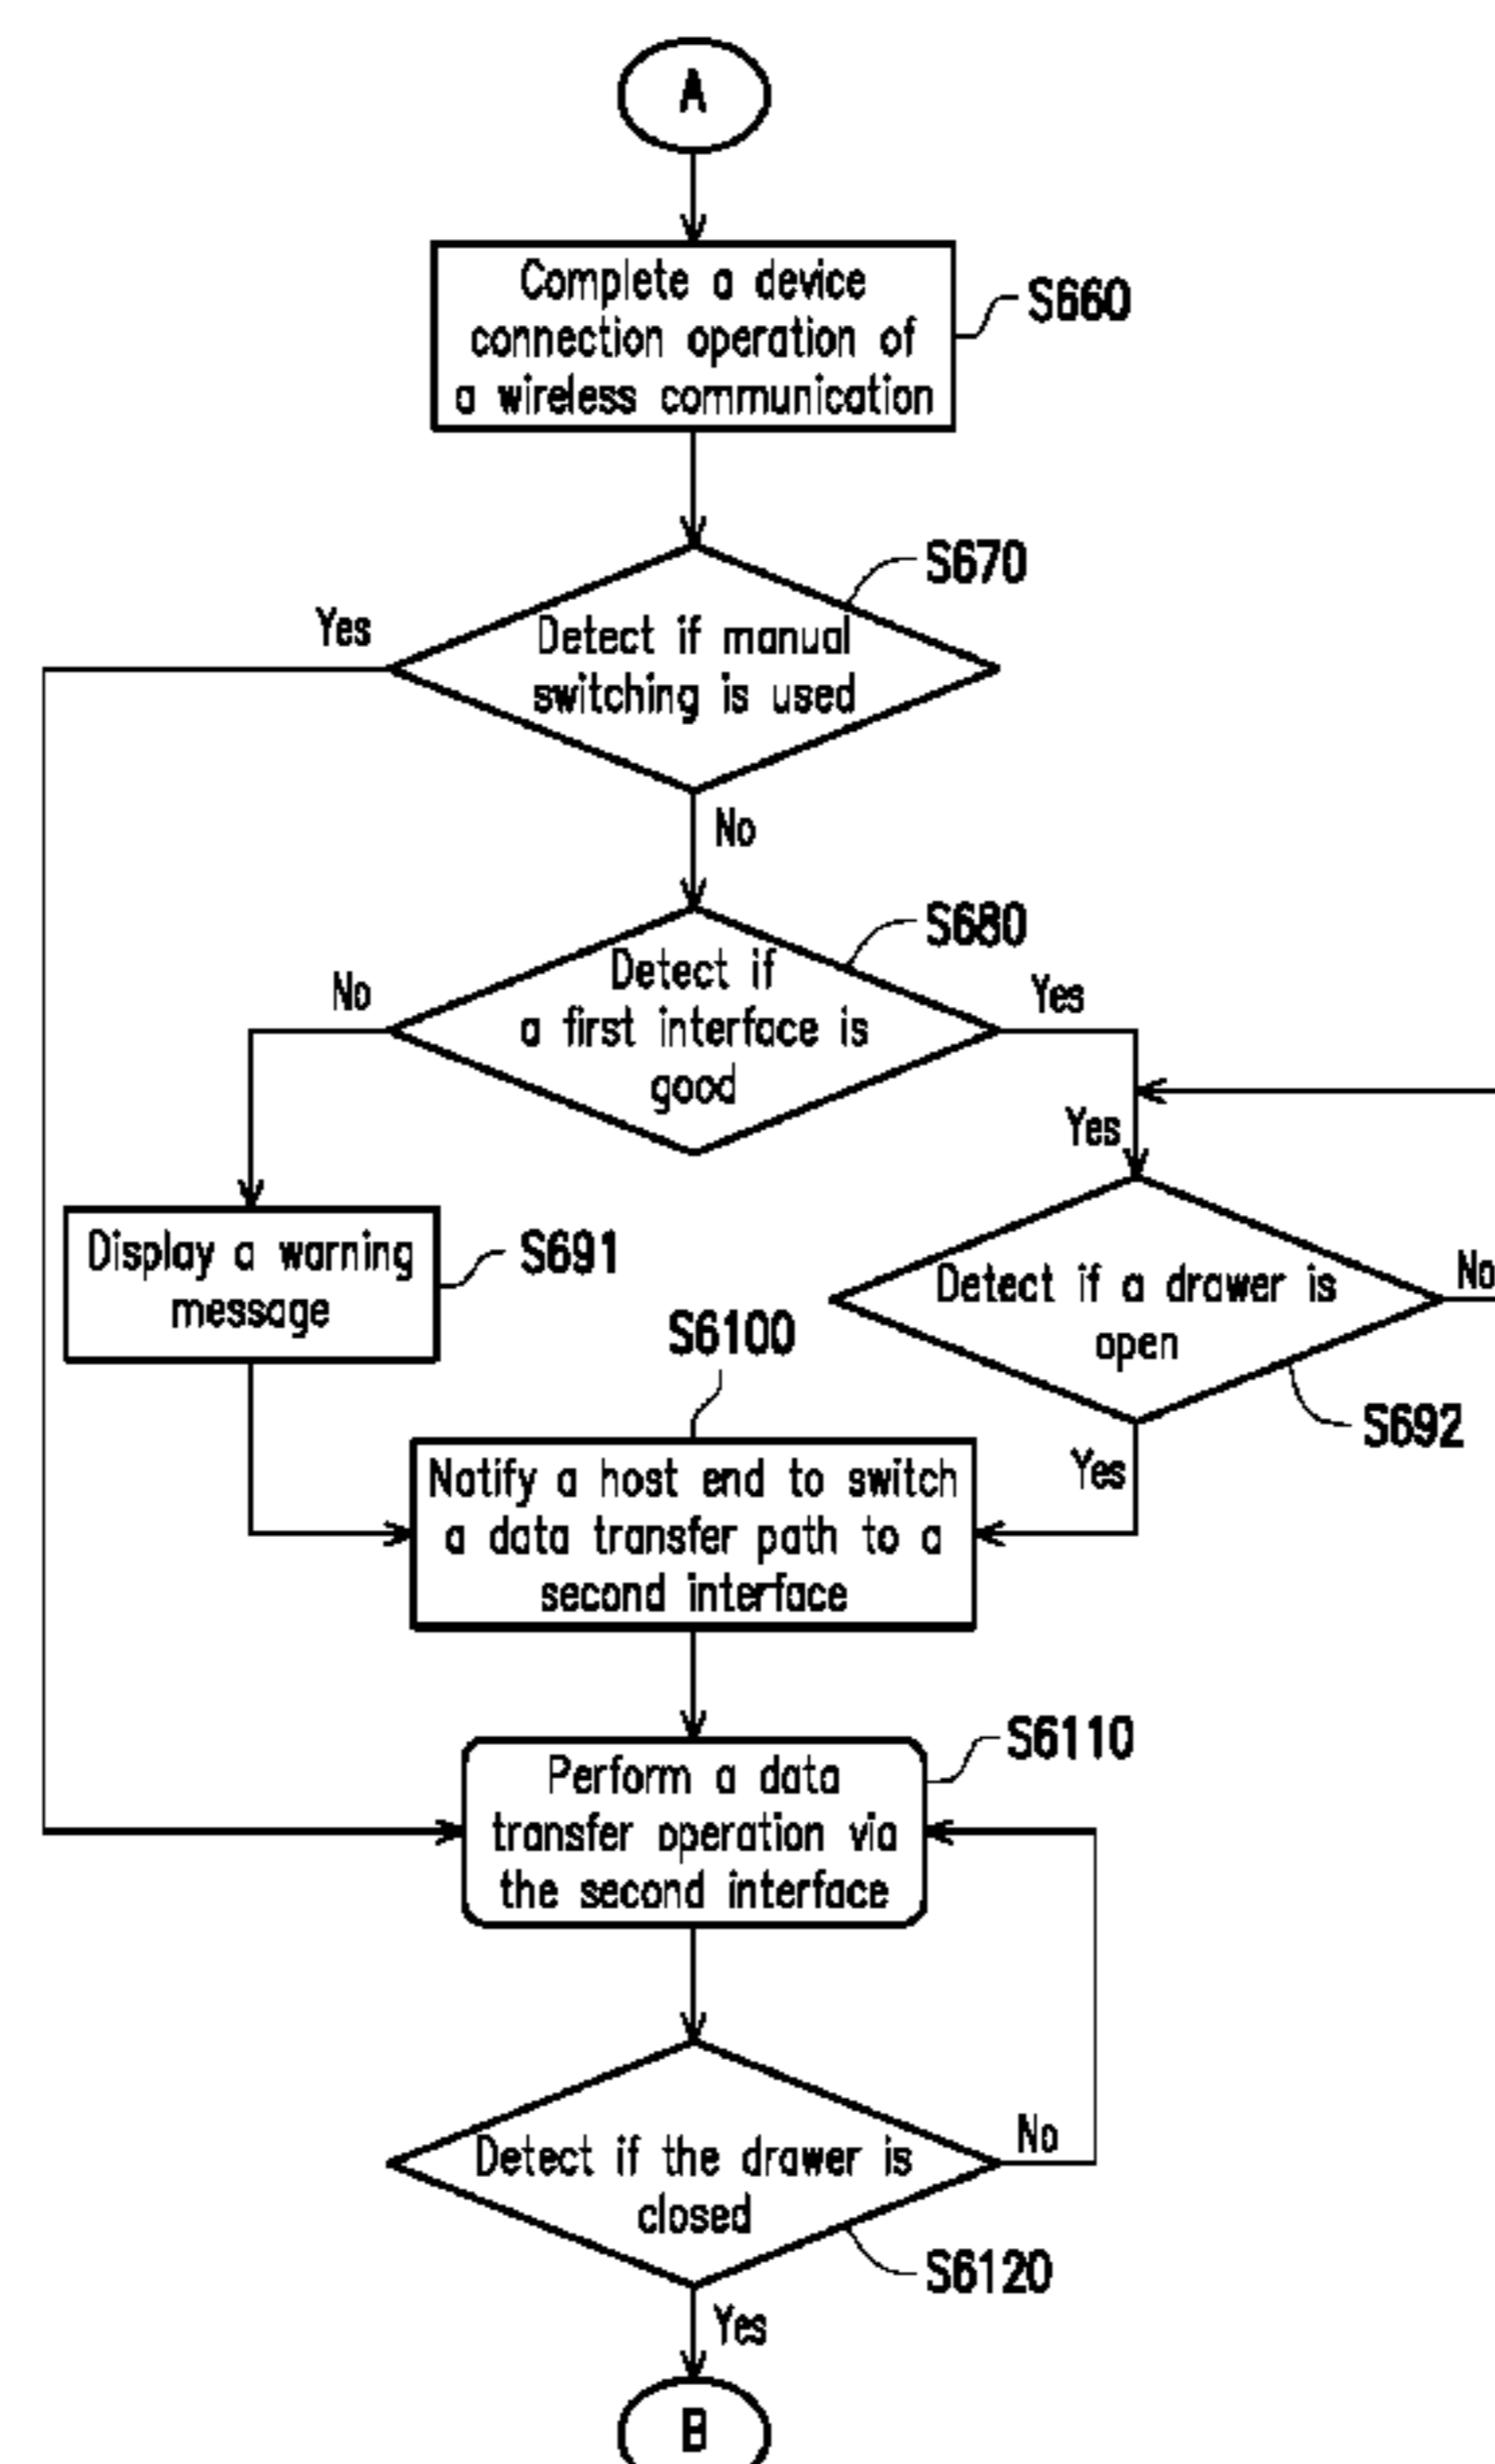 A
Complete a device
connection operation of
a wireless communication
S660
S670
Yes
Detect if manual
switching is used
No
S680
No
Detect if
a first interface is
good
Yes
Yes
Display a warning
message
S691
Detect if a drawer is
open
No
S692
S6100
Yes
Notify a host end to switch
a data transfer path to a
second interface
S6110
Perform a data
transfer operation via
the second interface
No
Detect if the drawer is
closed
S6120
Yes
B